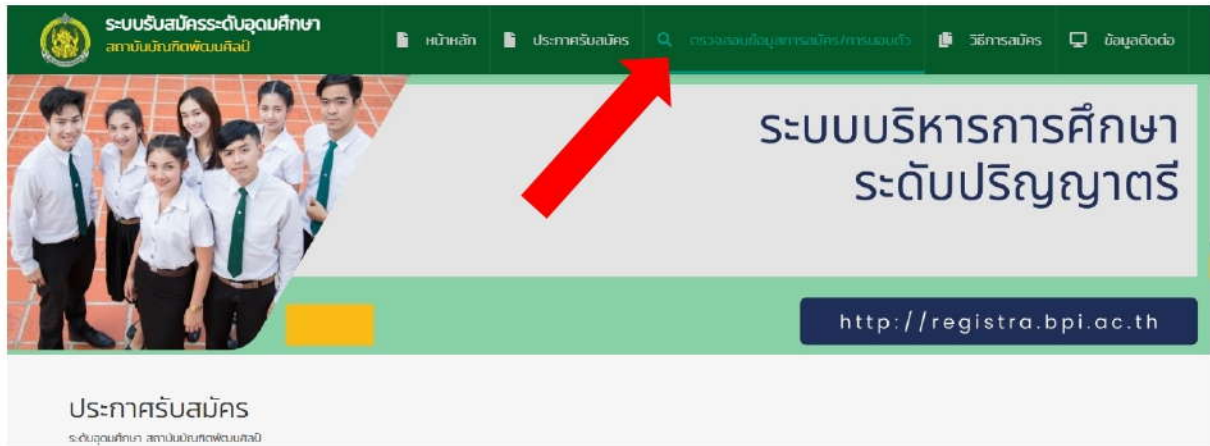 ระบบรับสมัครระดับอุดมศึกษา
สถาบันบัณฑิตพัฒนศิลป์
หน้าหลัก
ประกาศรับสมัคร
ตรวจสอบข้อมูลการสมัคร/การมอบตัว
วิธีการสมัคร
ข้อมูลติดต่อ
ระบบบริหารการศึกษา
ระดับปริญญาตรี
http://registra.bpi.ac.th
ประกาศรับสมัคร
ระดับอุดมศึกษา สถาบันบัณฑิตพัฒนศิลป์